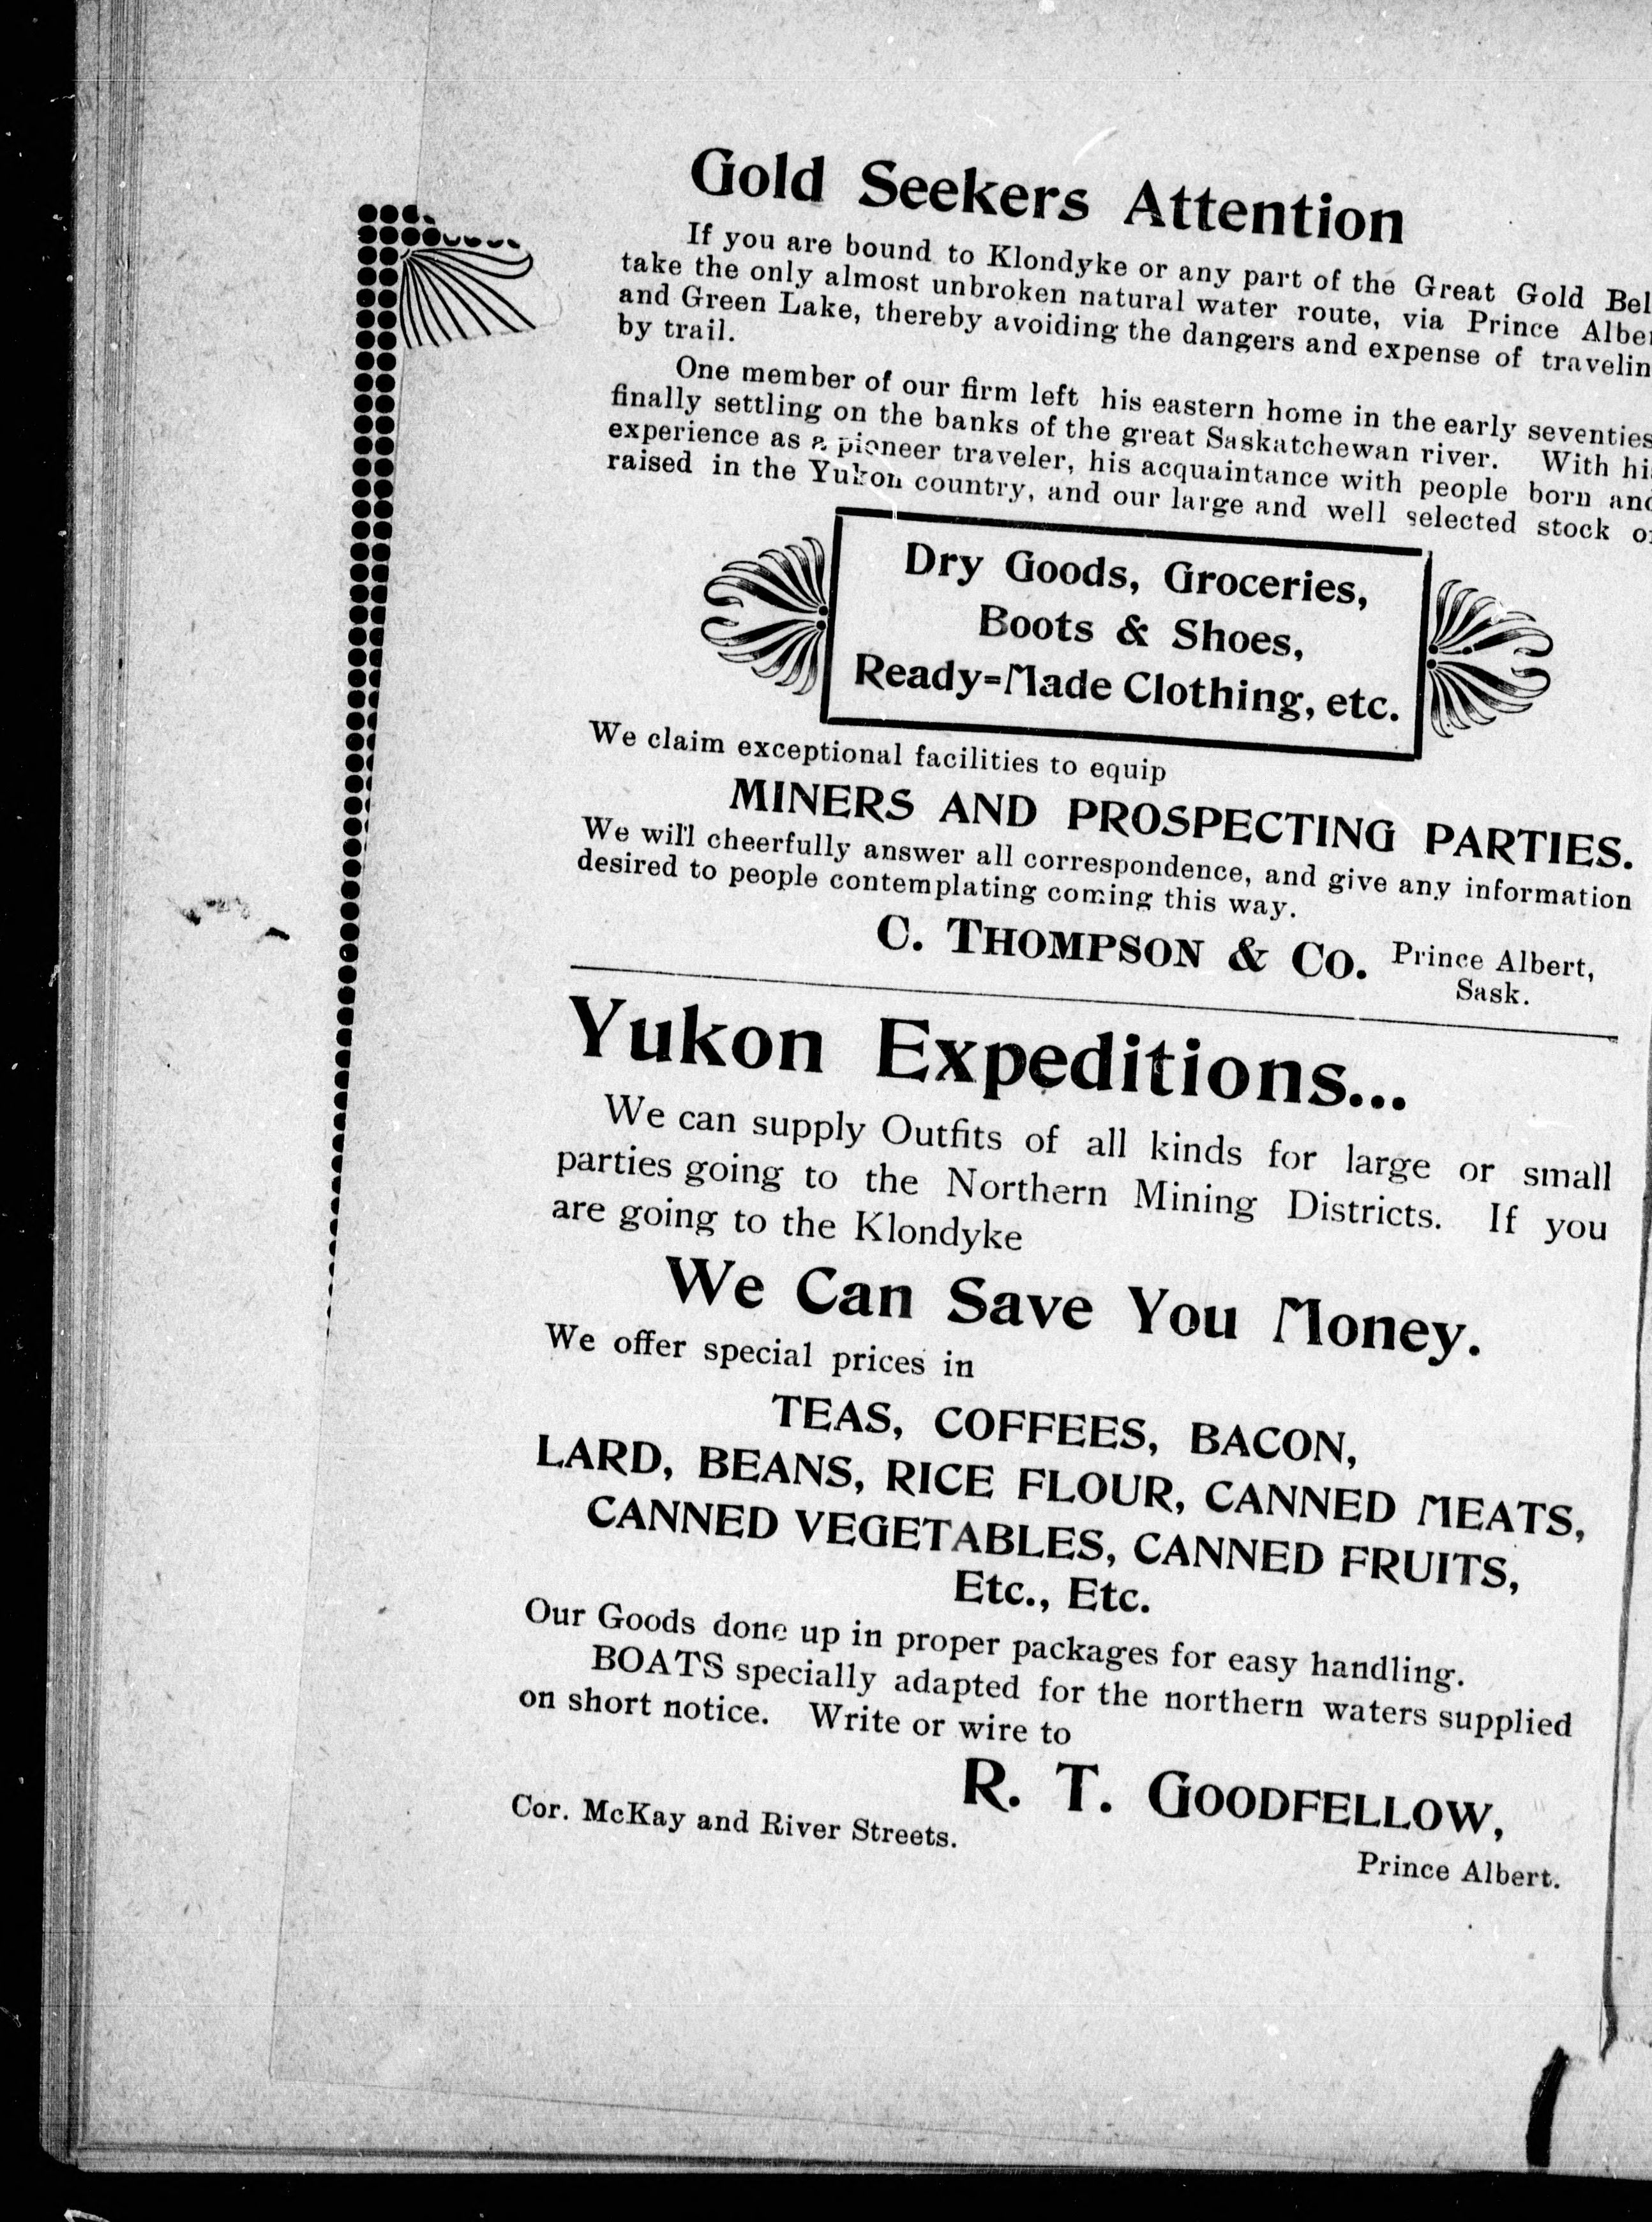 Gold Seekers Attention
If you are bound to Klondyke or any part of the Great Gold Bel
take the only almost unbroken natural water route, via Prince Alber
and Green Lake, thereby avoiding the dangers and expense of travelin
by trail.
One member of our firm left his eastern home in the early seventies
finally settling on the banks of the great Saskatchewan river. With his
experience as a pioneer traveler, his acquaintance with people born and
raised in the Yukon country, and our large and well selected stock of
Dry Goods, Groceries,
Boots & Shoes,
Ready=Made Clothing, etc.
We claim exceptional facilities to equip
MINERS AND PROSPECTING PARTIES.
We will cheerfully answer all correspondence, and give any information
desired to people contemplating coming this way.
C. THOMPSON & CO. Prince Albert,
Sask.
Yukon Expeditions...
We can supply Outfits of all kinds for large or small
parties going to the Northern Mining Districts. If you
are going to the Klondyke
We Can Save You Money.
We offer special prices in
TEAS, COFFEES, BACON,
LARD, BEANS, RICE FLOUR, CANNED MEATS,
CANNED VEGETABLES, CANNED FRUITS,
Etc., Etc.
Our Goods done up in proper packages for easy handling.
BOATS specially adapted for the northern waters supplied
on short notice. Write or wire to
R. T. GOODFELLOW,
Cor. McKay and River Streets.
Prince Albert.